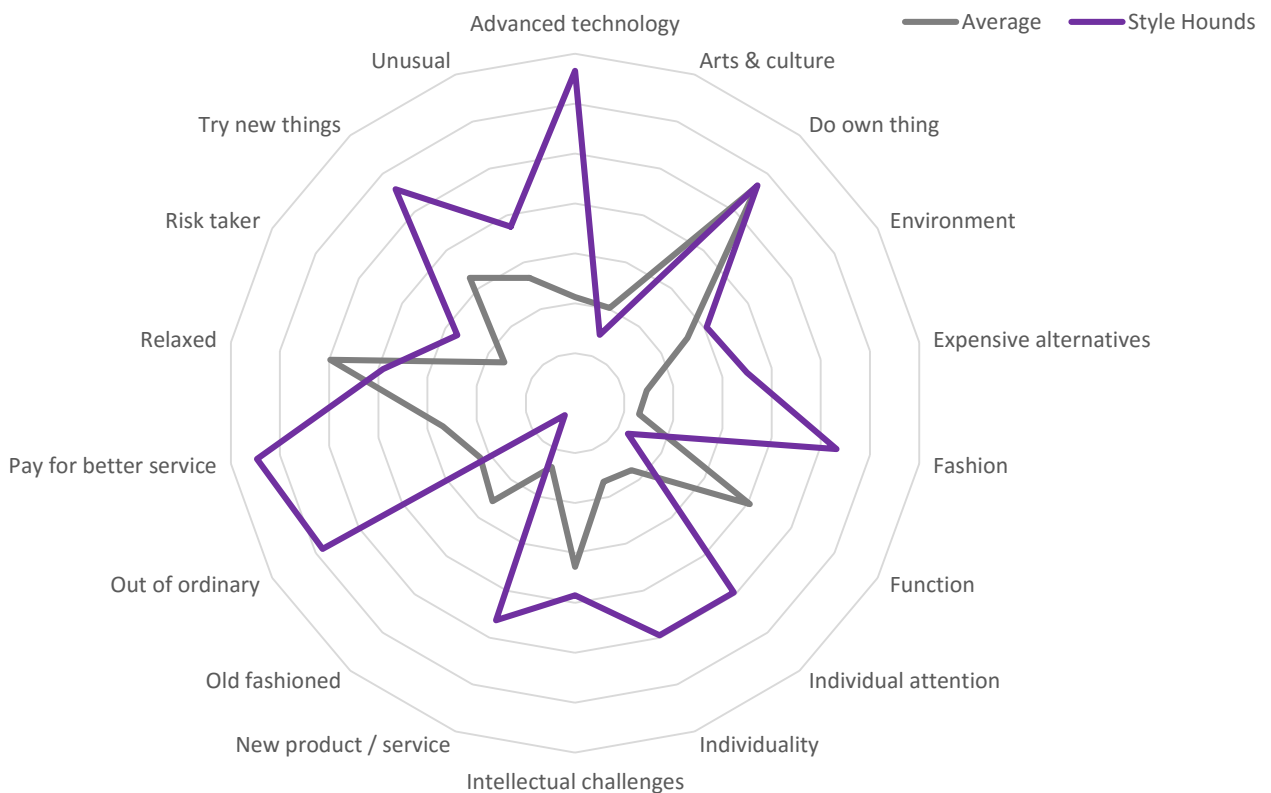 Average
Style Hounds
Advanced technology
Arts & culture
Do own thing
Environment
Expensive alternatives
Fashion
Function
Individual attention
Individuality
Intellectual challenges
New product / service
Old fashioned
Out of ordinary
Pay for better service
Relaxed
Risk taker
Try new things
Unusual